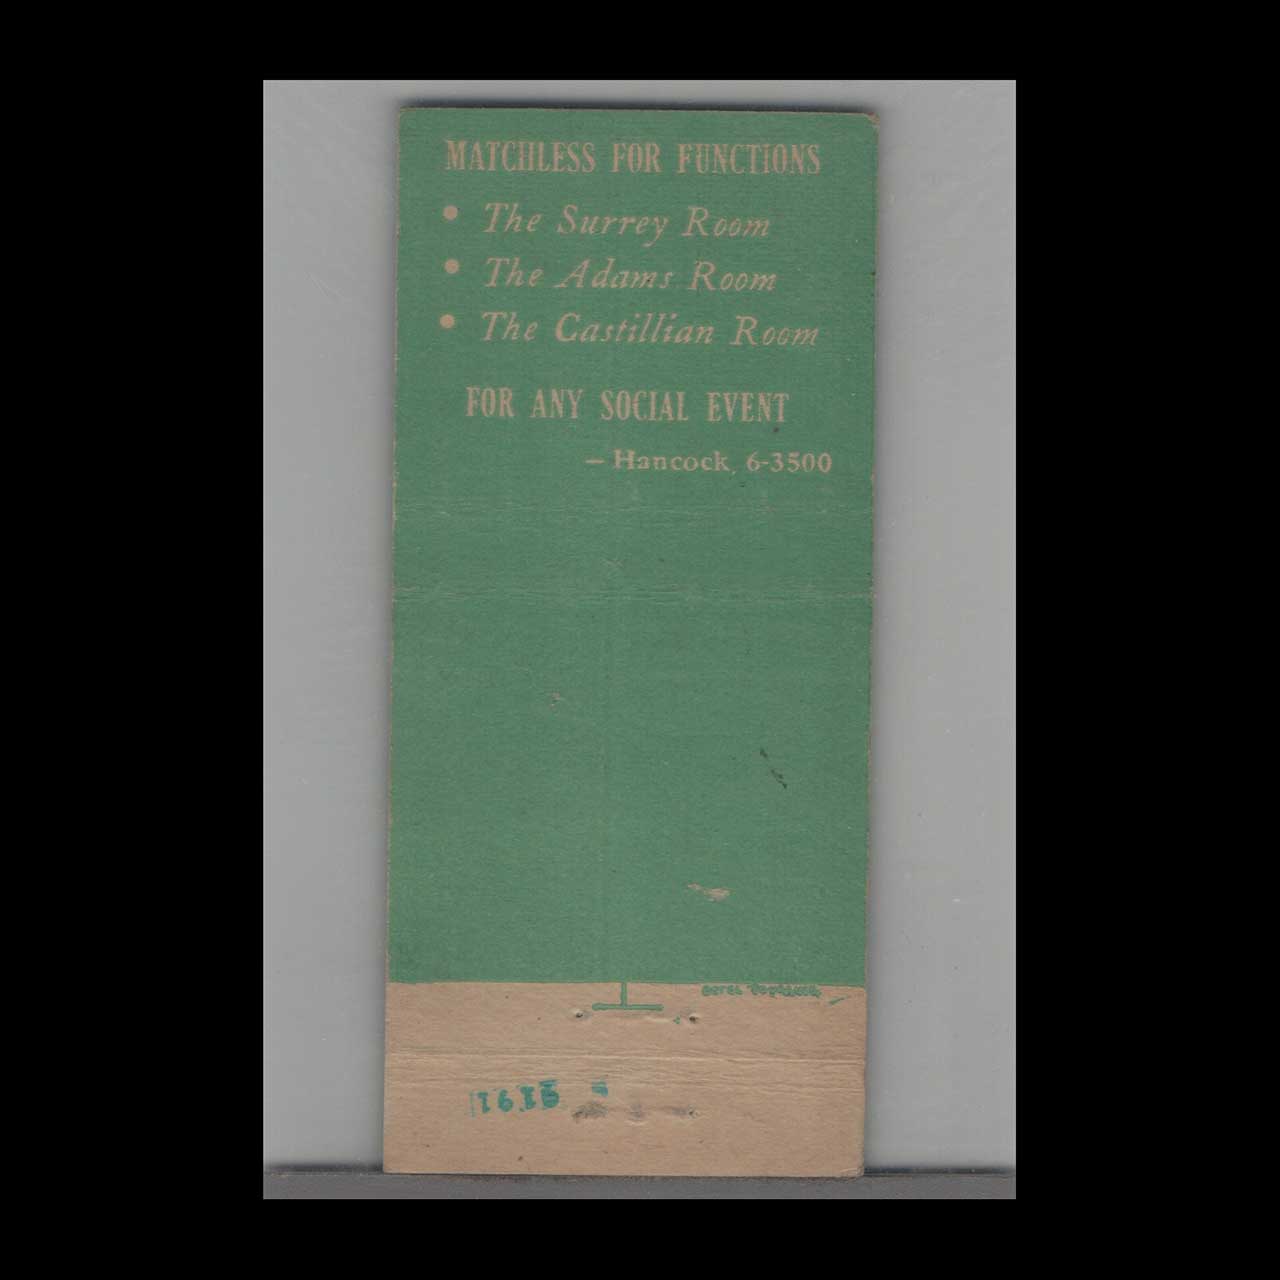 MATCHLESS FOR FUNCTIONS
• The Surrey Room
• The Adams Room
• The Castillian Room
FOR ANY SOCIAL EVENT
– Hancock, 6-3500